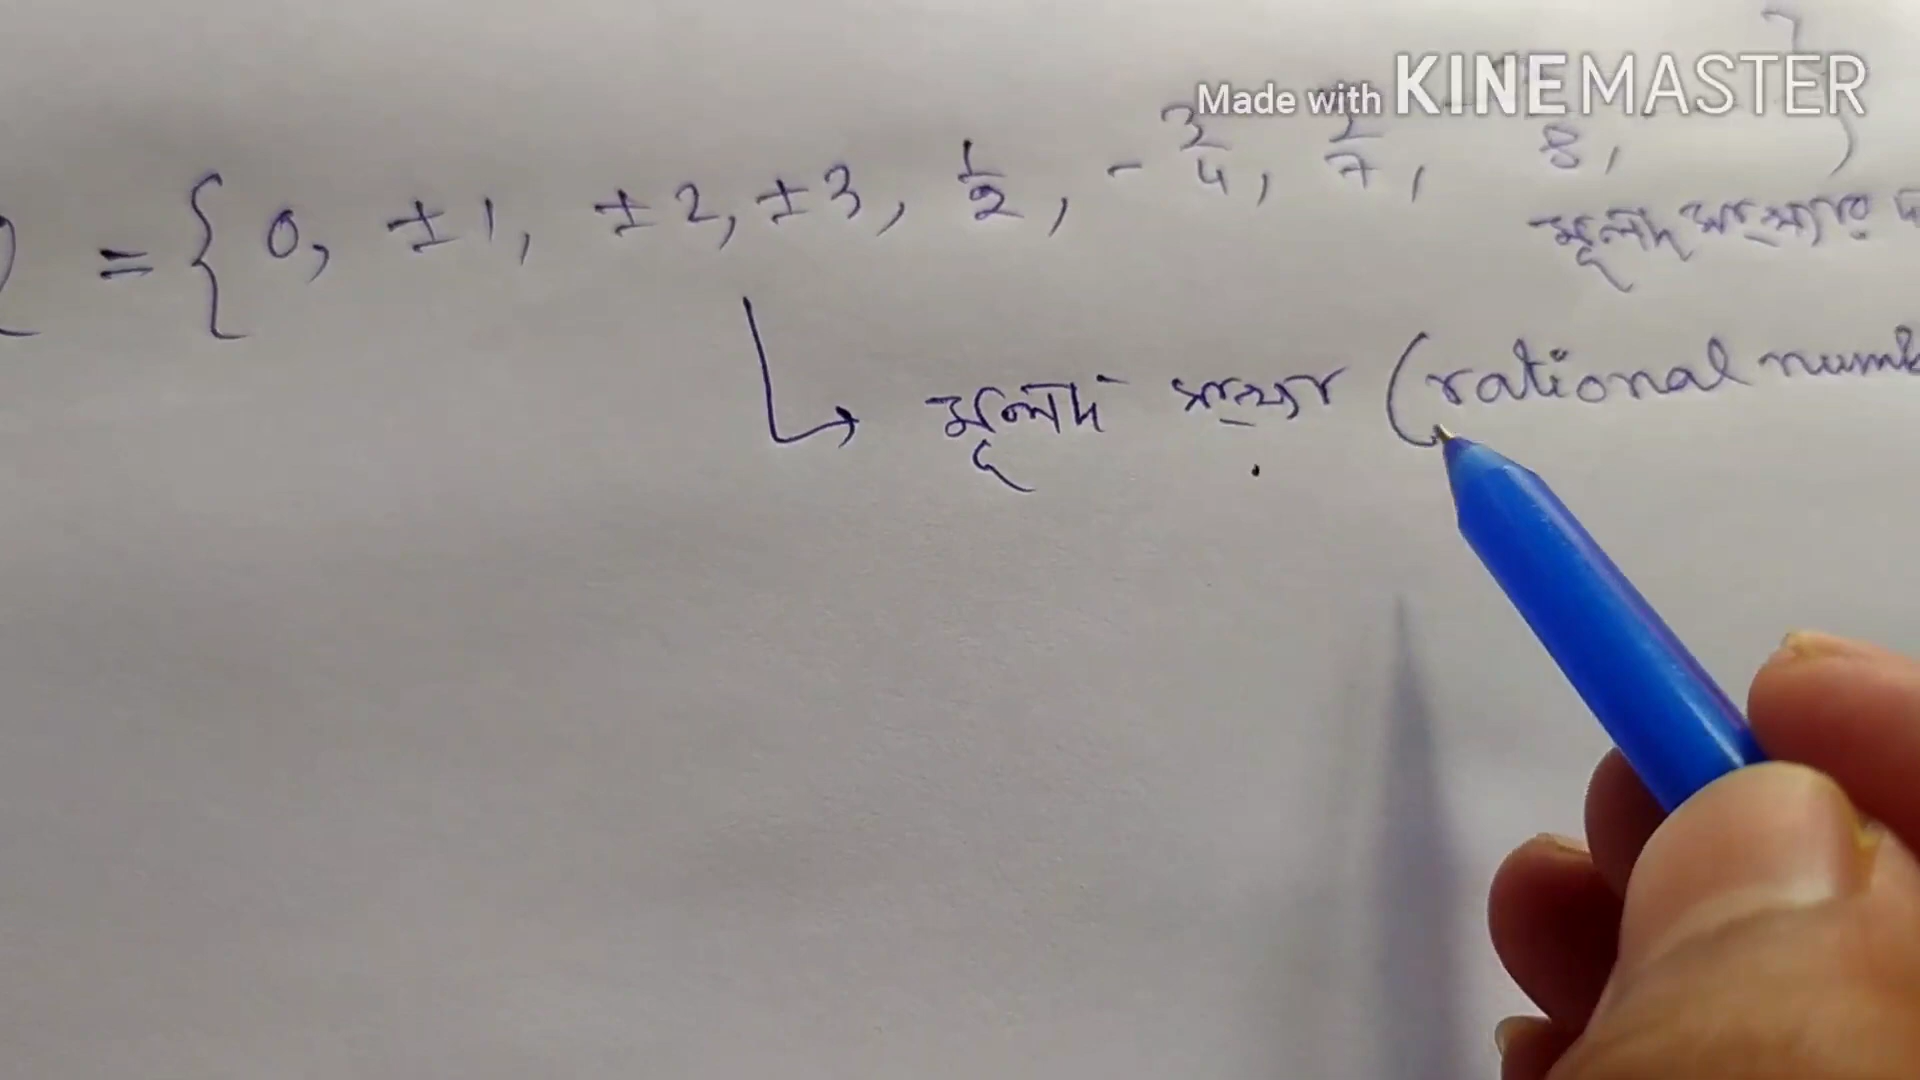 Made with KINEMASTER
= { 0, ±1, ±2, ±3, 1/2, - 3/4, 2/7, 8, }
মূলদ সংখ্যার
মূলদ সংখ্যা (rational numb